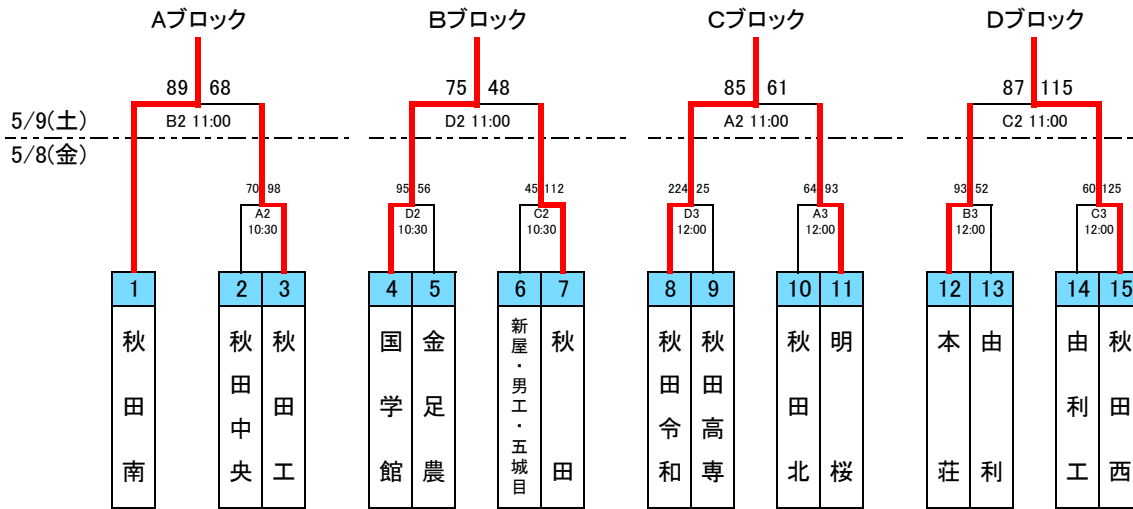 Aブロック Bブロック Cブロック Dブロック
89 68 75 48 85 61 87 115
5/9(土) B2 11:00 D2 11:00 A2 11:00 C2 11:00
5/8(金)
70 98 95 56 45 112 224 25 64 93 93 52 60 125
A2 D2 C2 D3 A3 B3 C3
10:30 10:30 10:30 12:00 12:00 12:00 12:00
1 2 3 4 5 6 7 8 9 10 11 12 13 14 15
秋田南
秋田中央
秋田工
国学館
金足農
新屋・男工・五城目
秋田
秋田令和
秋田高専
秋田北
明桜
本荘
由利
由利工
秋田西